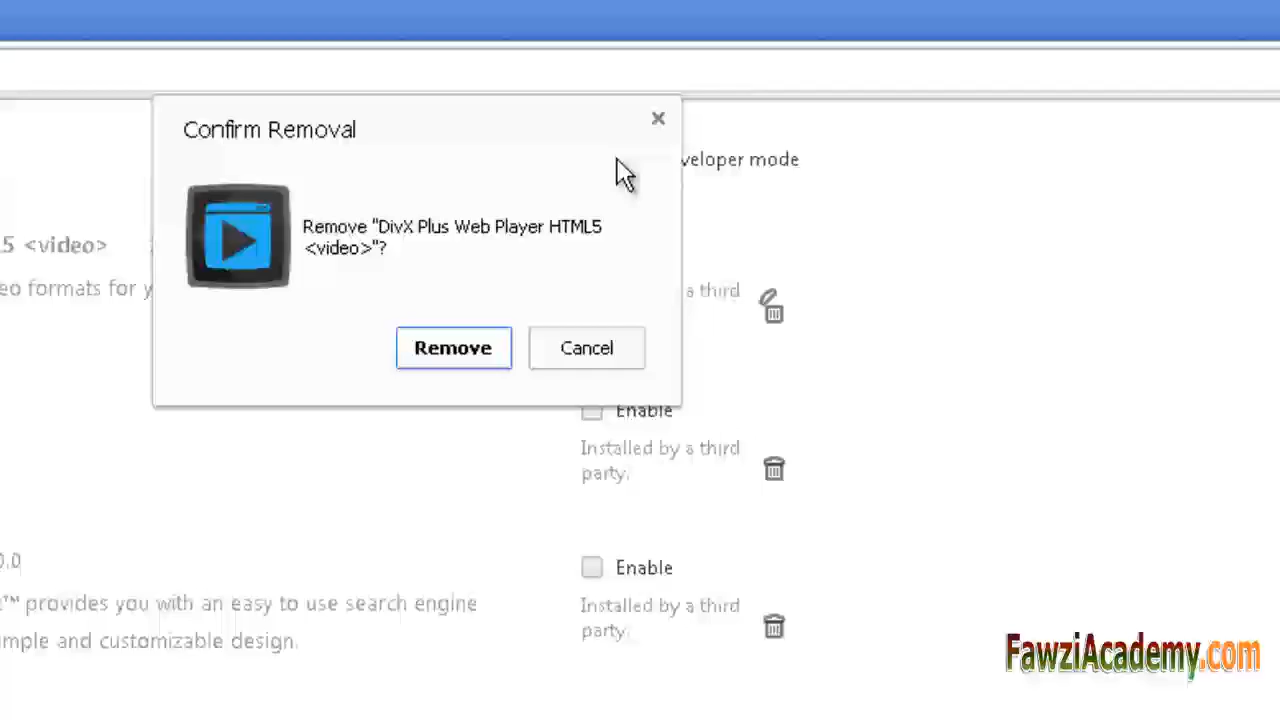 Confirm Removal
veloper mode
Remove "DivX Plus Web Player HTML5
<video>"?
5 <video>
eo formats for y
a third
Remove
Cancel
Enable
Installed by a third
party.
0.0
Enable
™ provides you with an easy to use search engine
Installed by a third
mple and customizable design.
party.
FawziAcademy.com